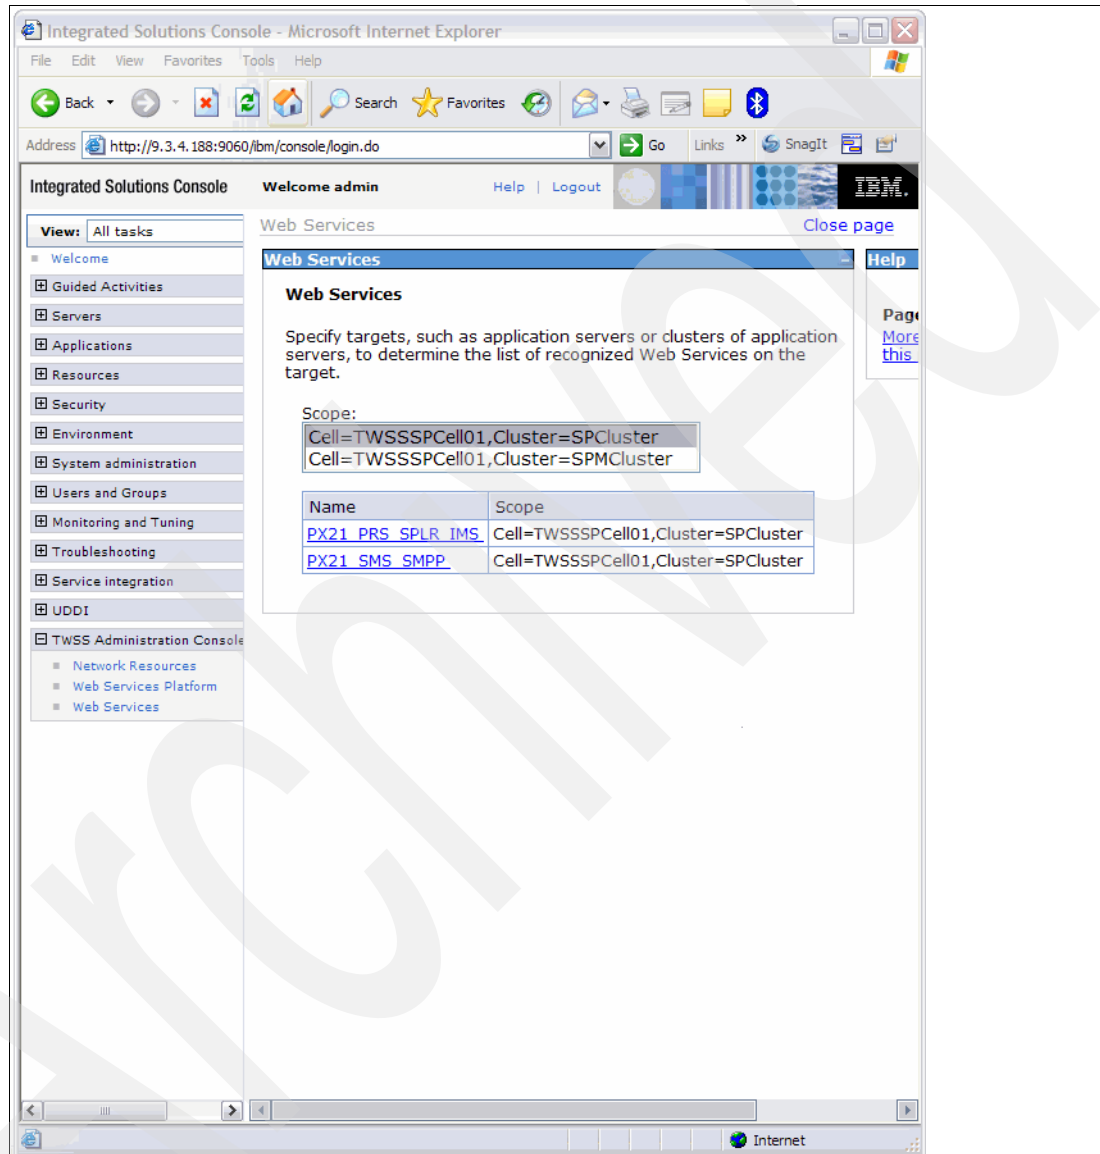 Integrated Solutions Console - Microsoft Internet Explorer
File Edit View Favorites Tools Help
Back Search Favorites
Address http://9.3.4.188:9060/ibm/console/login.do Go Links » SnagIt
Integrated Solutions Console Welcome admin Help | Logout IBM.
View: All tasks
Web Services Close page
Welcome
Guided Activities
Servers
Applications
Resources
Security
Environment
System administration
Users and Groups
Monitoring and Tuning
Troubleshooting
Service integration
UDDI
TWSS Administration Console
Network Resources
Web Services Platform
Web Services
Web Services
Web Services
Specify targets, such as application servers or clusters of application
servers, to determine the list of recognized Web Services on the
target.
Scope:
Cell=TWSSSPCell01,Cluster=SPCluster
Cell=TWSSSPCell01,Cluster=SPMCluster
Name Scope
PX21_PRS_SPLR_IMS Cell=TWSSSPCell01,Cluster=SPCluster
PX21_SMS_SMPP Cell=TWSSSPCell01,Cluster=SPCluster
Help
Page
More
this
Internet
Archived